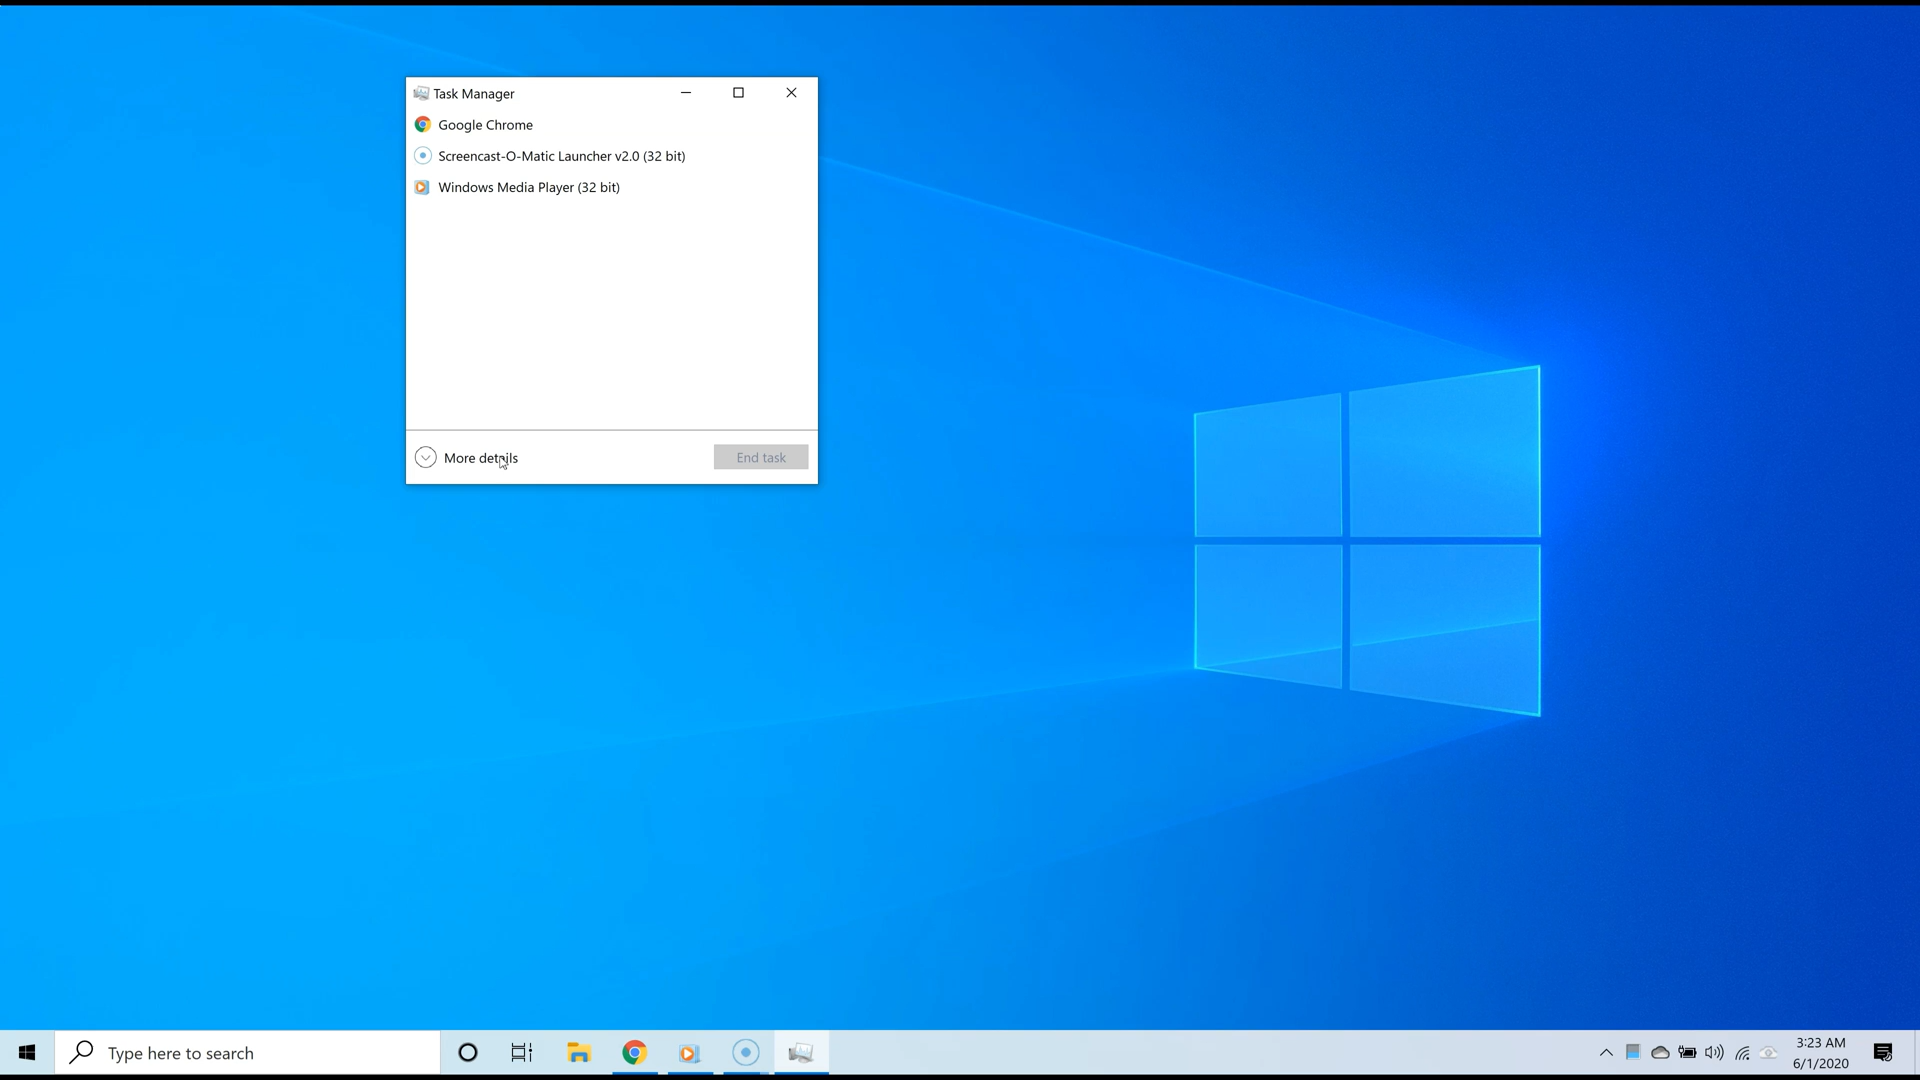 Task Manager
Google Chrome
Screencast-O-Matic Launcher v2.0 (32 bit)
Windows Media Player (32 bit)
More details
End task
Type here to search
3:23 AM
6/1/2020